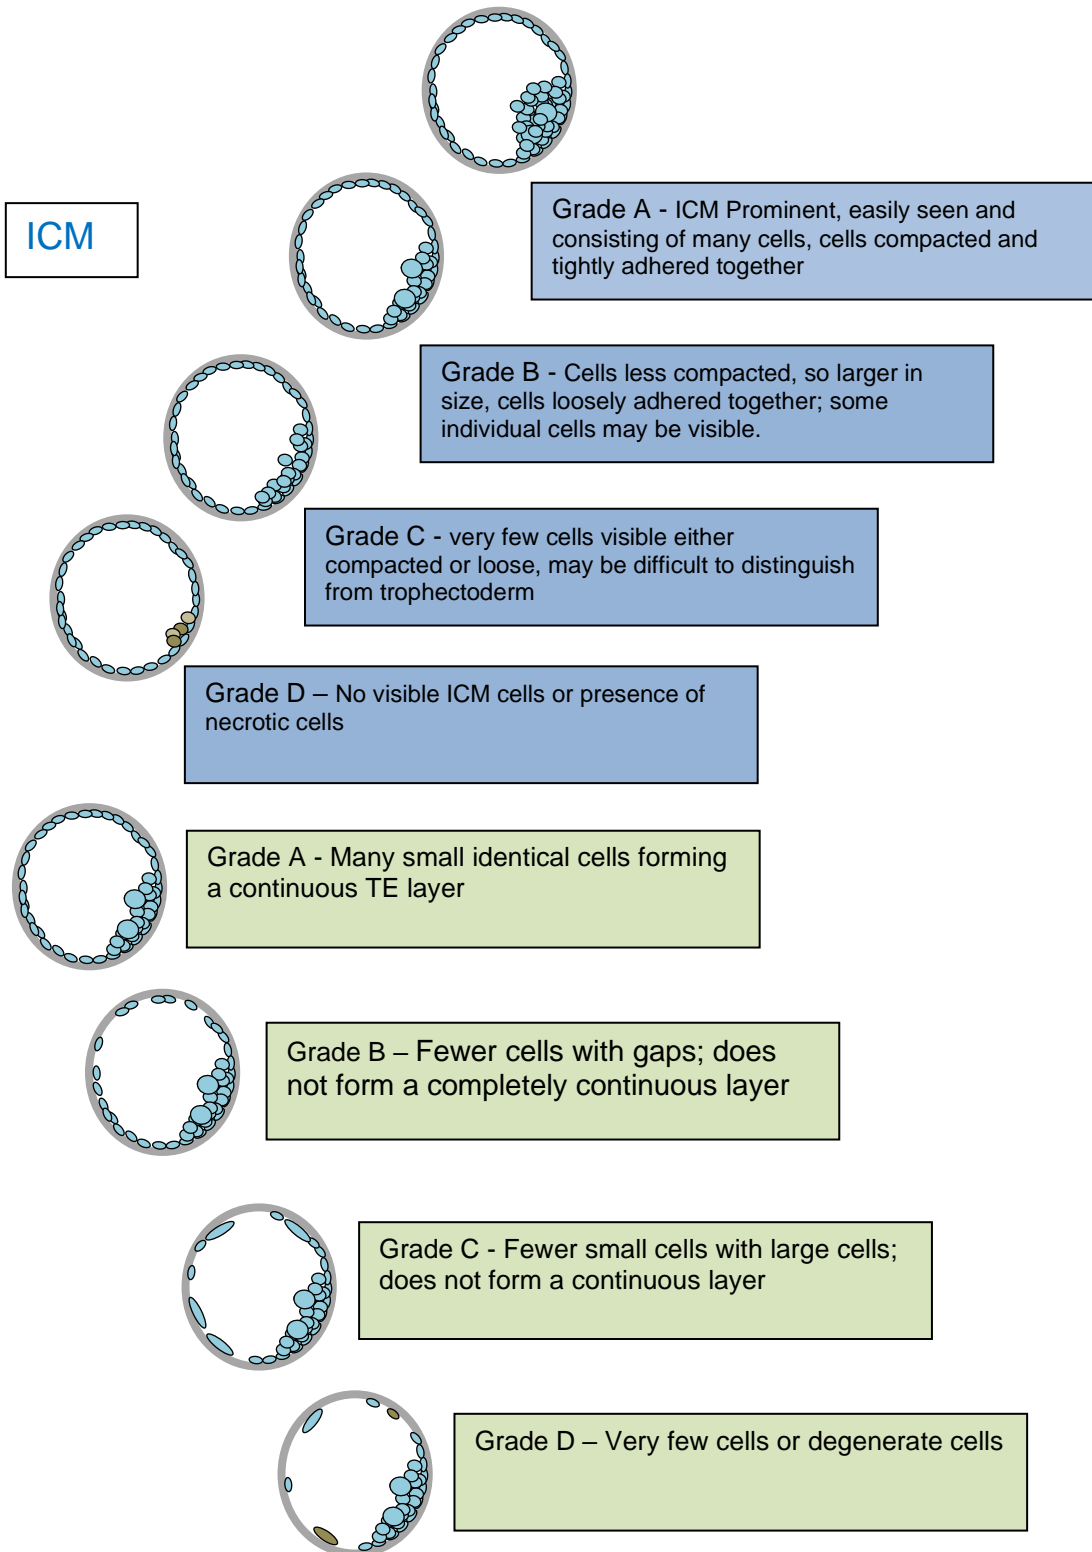 ICM
Grade A - ICM Prominent, easily seen and
consisting of many cells, cells compacted and
tightly adhered together
Grade B - Cells less compacted, so larger in
size, cells loosely adhered together; some
individual cells may be visible.
Grade C - very few cells visible either
compacted or loose, may be difficult to distinguish
from trophectoderm
Grade D – No visible ICM cells or presence of
necrotic cells
Grade A - Many small identical cells forming
a continuous TE layer
Grade B – Fewer cells with gaps; does
not form a completely continuous layer
Grade C - Fewer small cells with large cells;
does not form a continuous layer
Grade D – Very few cells or degenerate cells